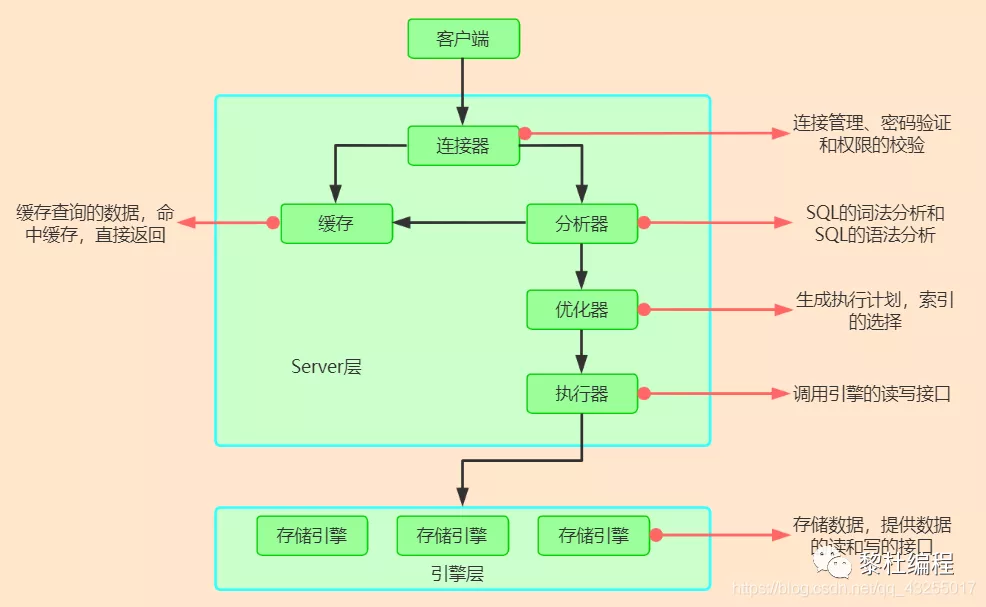 客户端
连接器
连接管理、密码验证
和权限的校验
缓存查询的数据，命
中缓存，直接返回
缓存
分析器
SQL的词法分析和
SQL的语法分析
优化器
生成执行计划，索引
的选择
Server层
执行器
调用引擎的读写接口
存储引擎
存储引擎
存储引擎
存储数据，提供数据
的读和写的接口
引擎层
黎杜编程
https://blog.csdn.net/qq_43255017